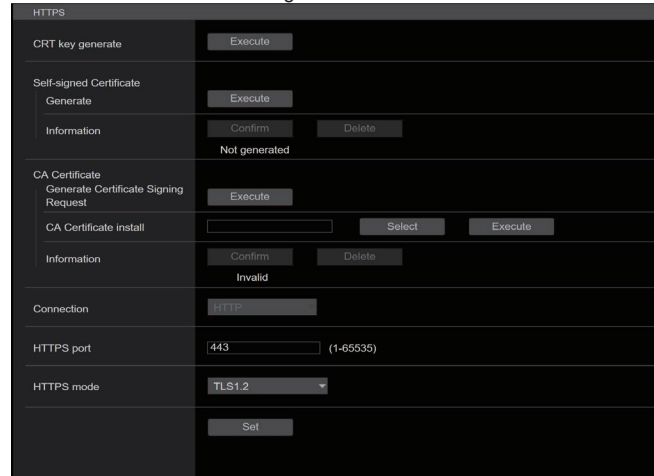 HTTPS
CRT key generate Execute
Self-signed Certificate
Generate Execute
Information Confirm Delete
Not generated
CA Certificate
Generate Certificate Signing
Request Execute
CA Certificate install Select Execute
Information Confirm Delete
Invalid
Connection HTTP
HTTPS port 443 (1-65535)
HTTPS mode TLS1.2
Set